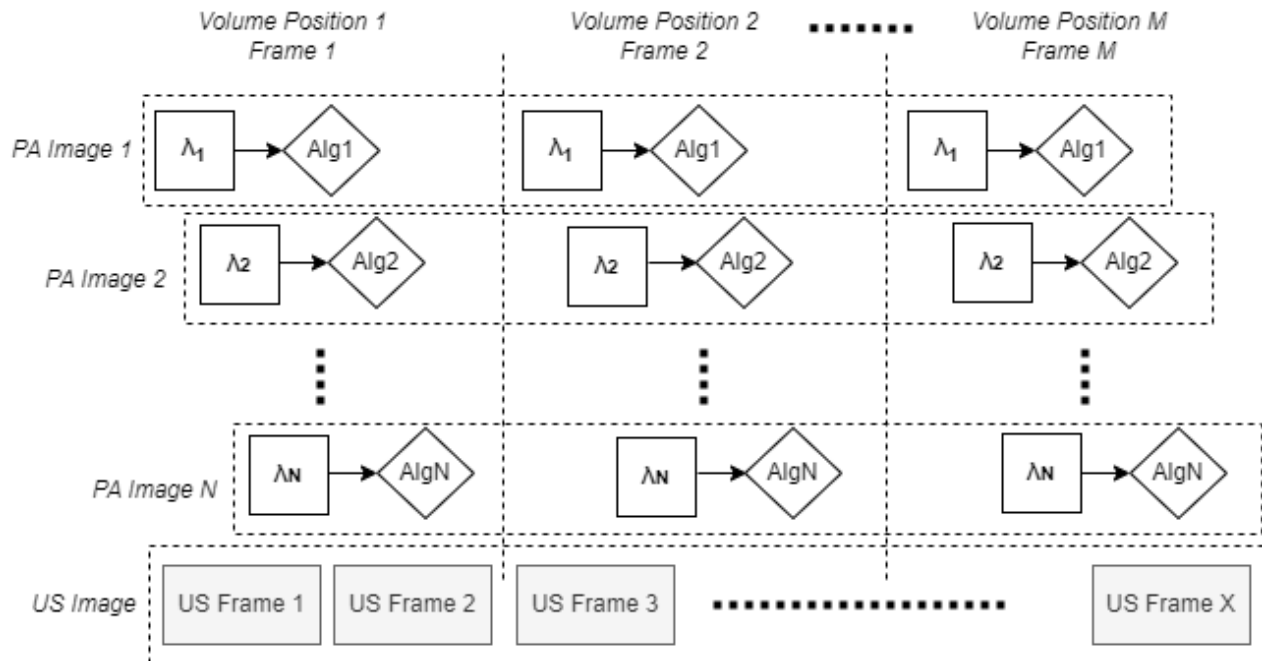 Volume Position 1
Frame 1
Volume Position 2
Frame 2
Volume Position M
Frame M
PA Image 1
λ₁
Alg1
λ₁
Alg1
λ₁
Alg1
PA Image 2
λ2
Alg2
λ2
Alg2
λ2
Alg2
PA Image N
λN
AlgN
λN
AlgN
λN
AlgN
US Image
US Frame 1
US Frame 2
US Frame 3
US Frame X